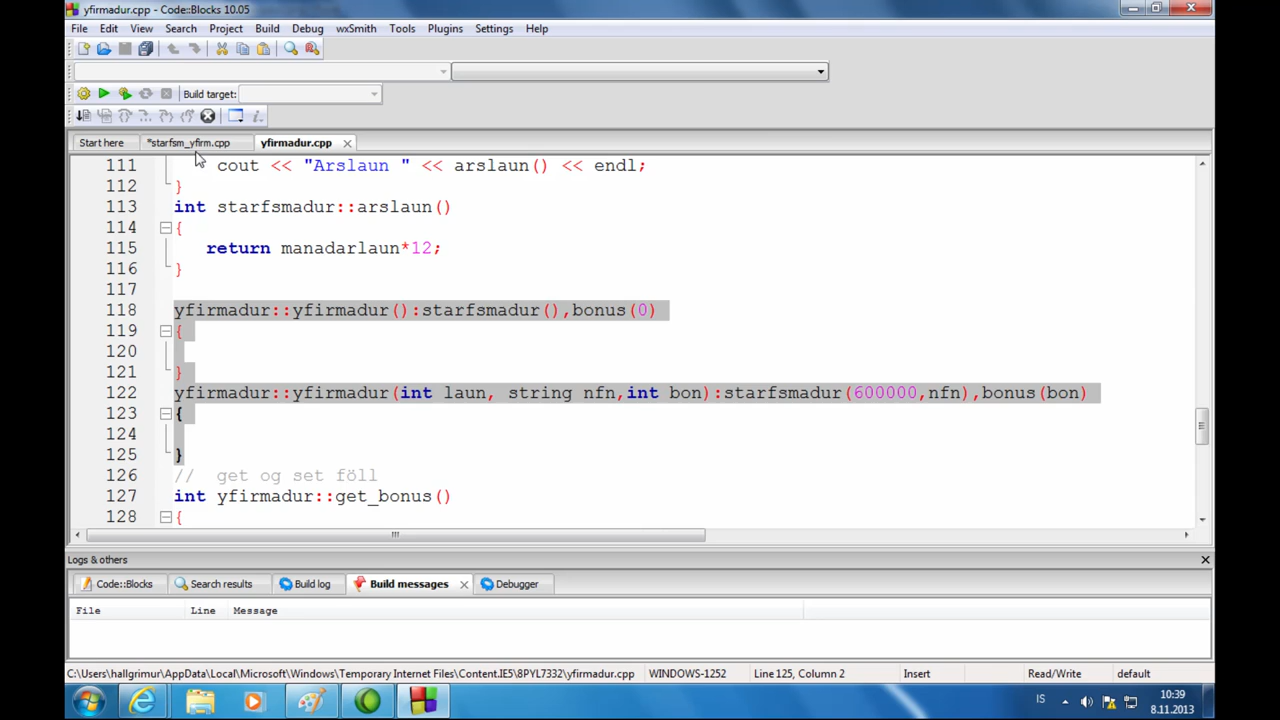 yfirmadur.cpp - Code::Blocks 10.05
File Edit View Search Project Build Debug wxSmith Tools Plugins Settings Help
Build target:
Start here *starfsm_yfirm.cpp yfirmadur.cpp
111 cout << "Arslaun " << arslaun() << endl;
112 }
113 int starfsmadur::arslaun()
114 {
115 return manadarlaun*12;
116 }
117
118 yfirmadur::yfirmadur():starfsmadur(),bonus(0)
119 {
120
121 }
122 yfirmadur::yfirmadur(int laun, string nfn,int bon):starfsmadur(600000,nfn),bonus(bon)
123 {
124
125 }
126 // get og set föll
127 int yfirmadur::get_bonus()
128 {
Logs & others
Code::Blocks Search results Build log Build messages Debugger
File Line Message
C:\Users\hallgrimur\AppData\Local\Microsoft\Windows\Temporary Internet Files\Content.IE5\8PYL7332\yfirmadur.cpp WINDOWS-1252 Line 125, Column 2 Insert Read/Write default
IS 10:39
8.11.2013